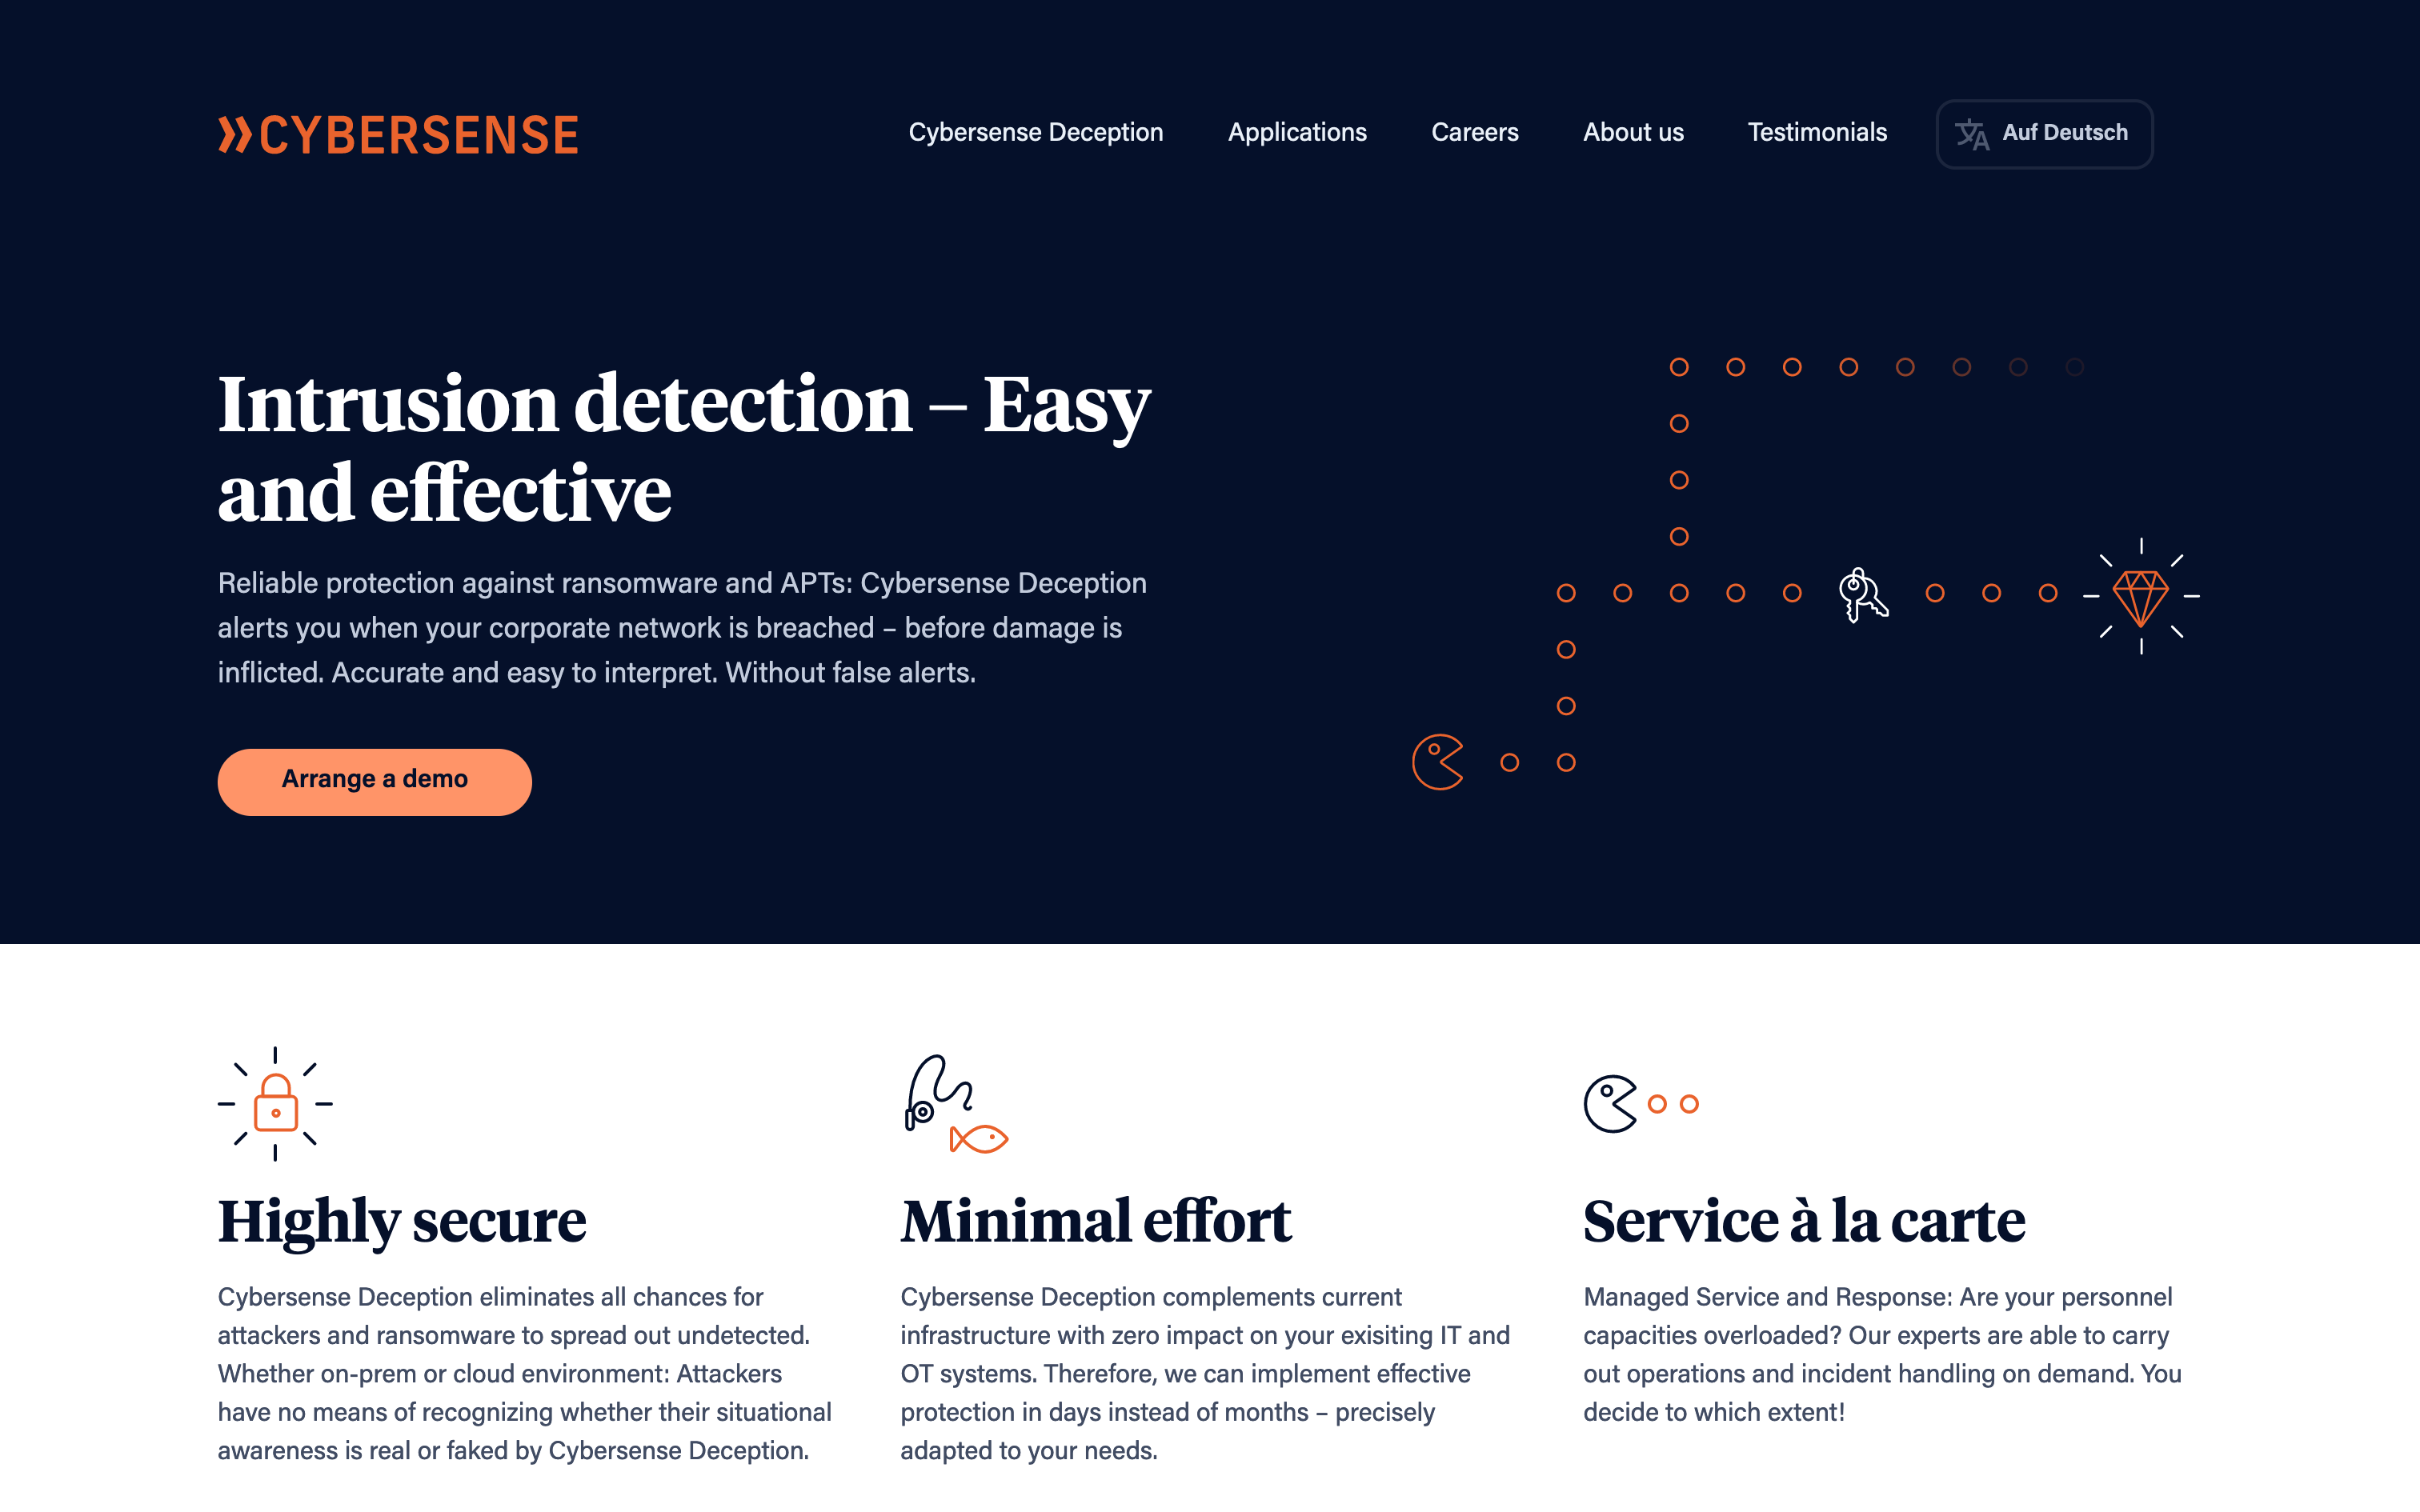 CYBERSENSE
Cybersense Deception
Applications
Careers
About us
Testimonials
Auf Deutsch
Intrusion detection – Easy
and effective
Reliable protection against ransomware and APTs: Cybersense Deception
alerts you when your corporate network is breached – before damage is
inflicted. Accurate and easy to interpret. Without false alerts.
Arrange a demo
Highly secure
Cybersense Deception eliminates all chances for
attackers and ransomware to spread out undetected.
Whether on-prem or cloud environment: Attackers
have no means of recognizing whether their situational
awareness is real or faked by Cybersense Deception.
Minimal effort
Cybersense Deception complements current
infrastructure with zero impact on your exisiting IT and
OT systems. Therefore, we can implement effective
protection in days instead of months – precisely
adapted to your needs.
Service à la carte
Managed Service and Response: Are your personnel
capacities overloaded? Our experts are able to carry
out operations and incident handling on demand. You
decide to which extent!